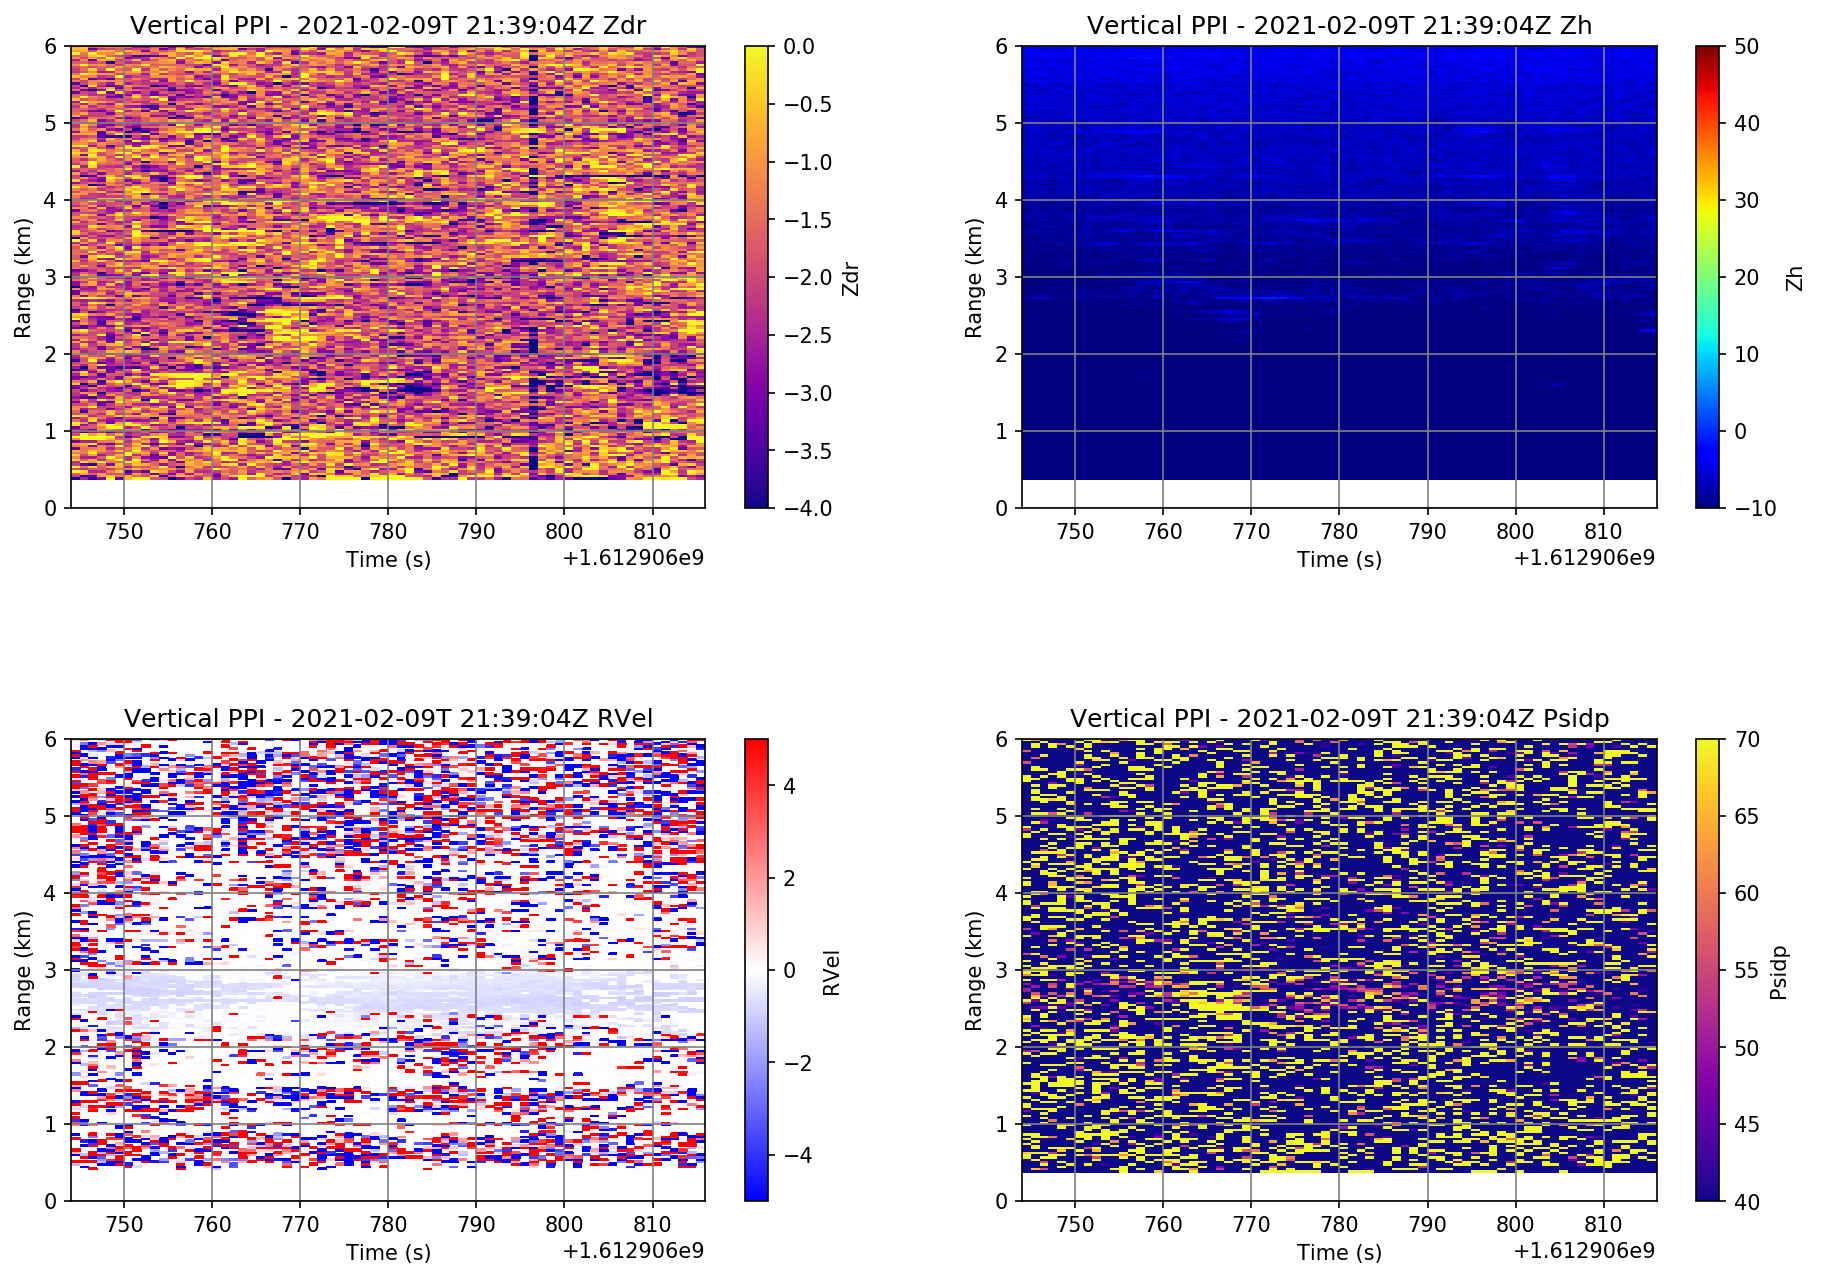 Vertical PPI - 2021-02-09T 21:39:04Z Zdr
6
5
4
3
2
1
0
Range (km)
750 760 770 780 790 800 810
Time (s)
+1.612906e9
0.0
−0.5
−1.0
−1.5
−2.0
−2.5
−3.0
−3.5
−4.0
Zdr
Vertical PPI - 2021-02-09T 21:39:04Z Zh
6
5
4
3
2
1
0
Range (km)
750 760 770 780 790 800 810
Time (s)
+1.612906e9
50
40
30
20
10
0
−10
Zh
Vertical PPI - 2021-02-09T 21:39:04Z RVel
6
5
4
3
2
1
0
Range (km)
750 760 770 780 790 800 810
Time (s)
+1.612906e9
4
2
0
−2
−4
RVel
Vertical PPI - 2021-02-09T 21:39:04Z Psidp
6
5
4
3
2
1
0
Range (km)
750 760 770 780 790 800 810
Time (s)
+1.612906e9
70
65
60
55
50
45
40
Psidp